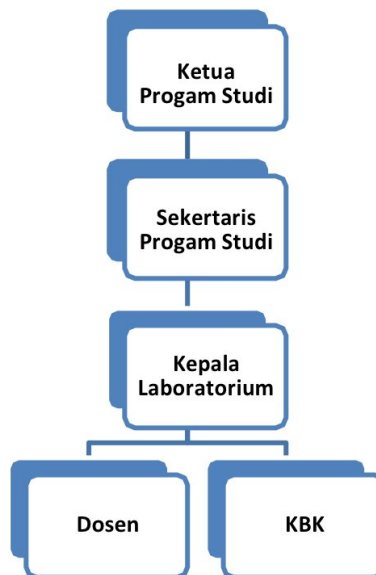 Ketua
Progam Studi
Sekertaris
Progam Studi
Kepala
Laboratorium
Dosen
KBK